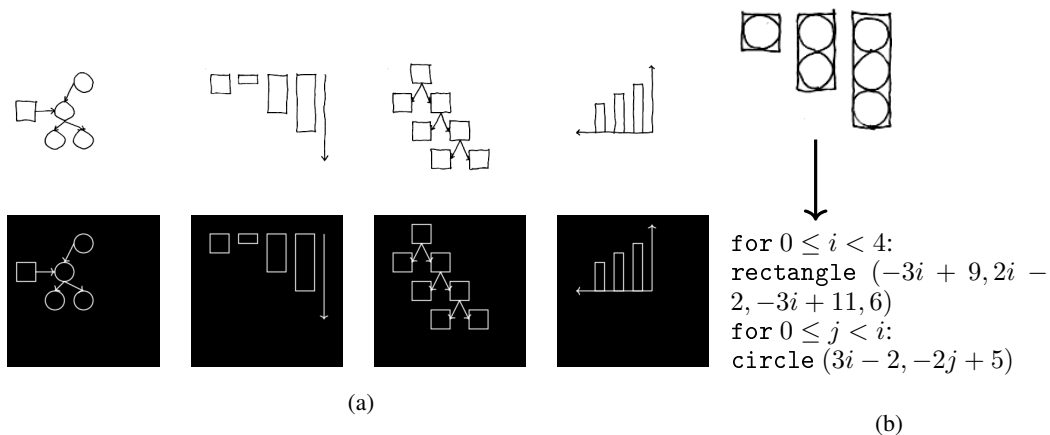 for 0 ≤ i < 4:
rectangle (−3i + 9, 2i −
2, −3i + 11, 6)
for 0 ≤ j < i:
circle (3i − 2, −2j + 5)
(a)
(b)